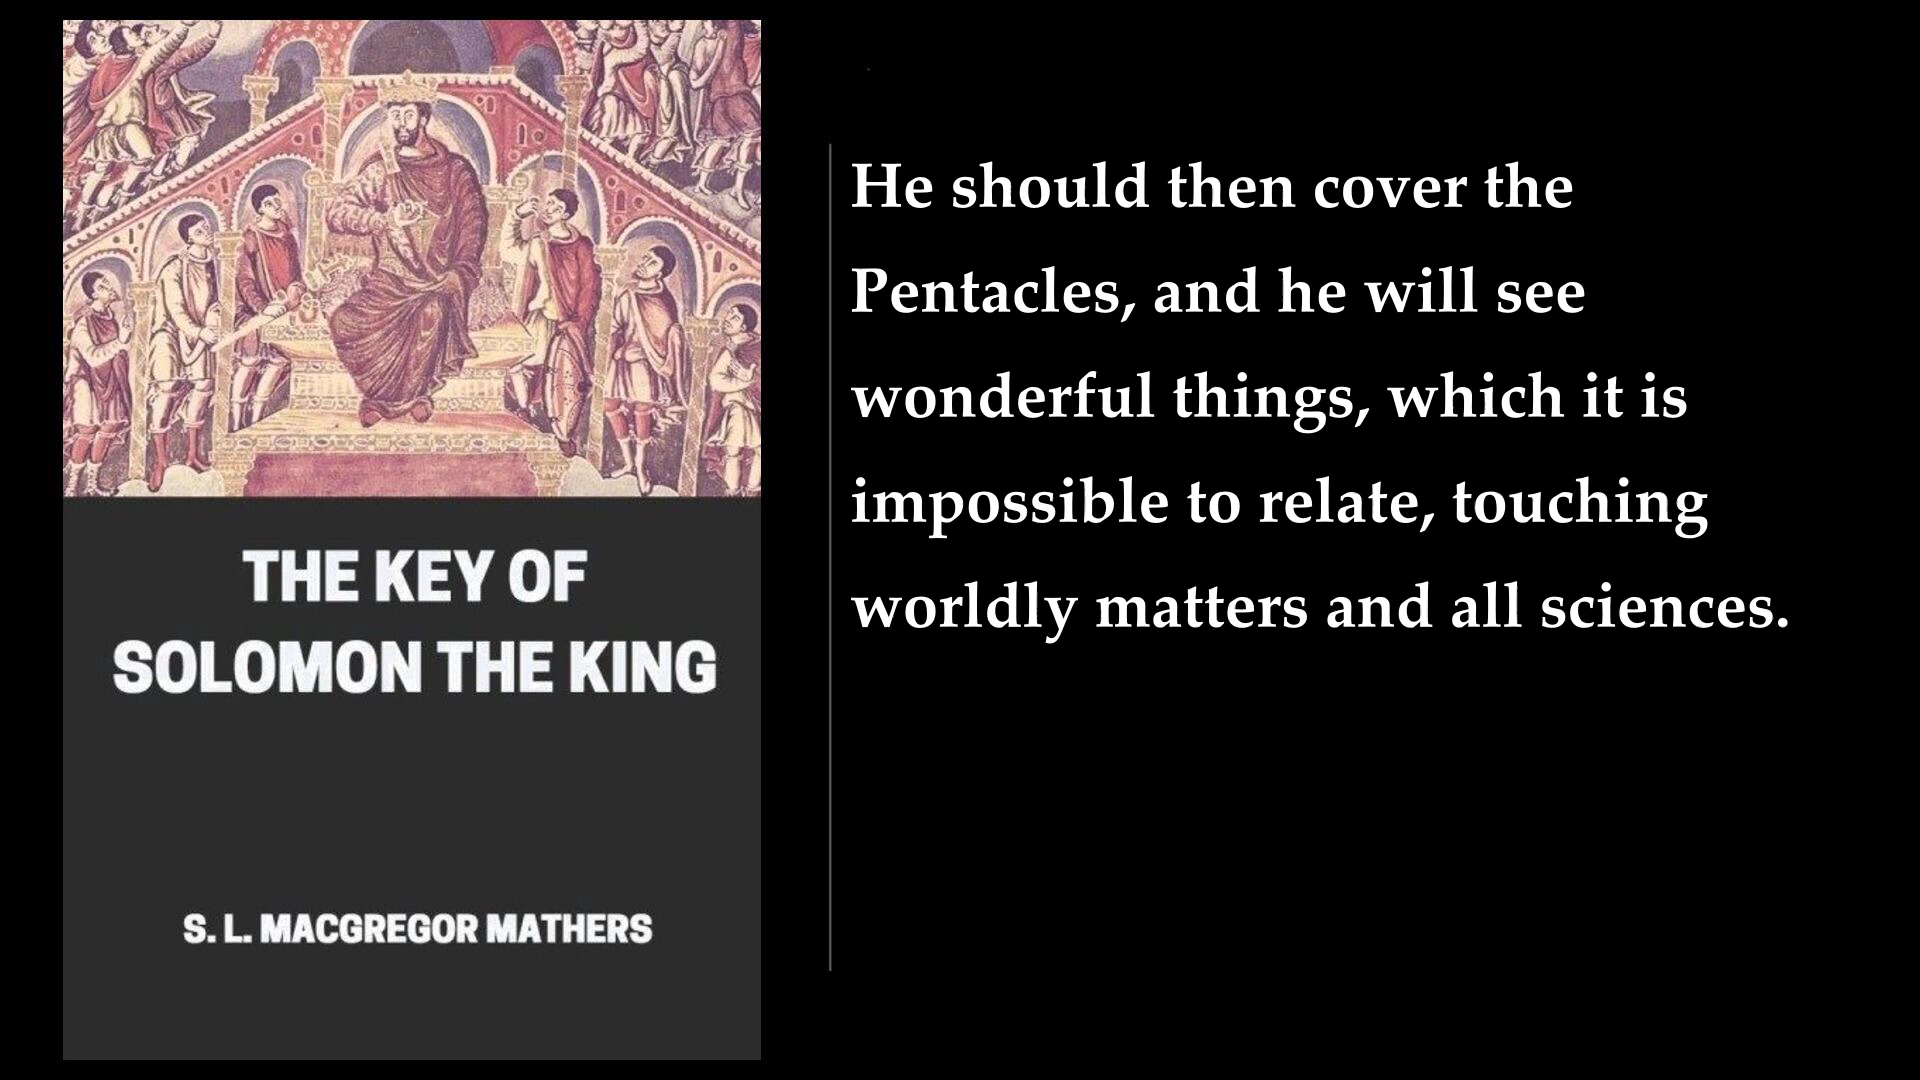 THE KEY OF
SOLOMON THE KING
S. L. MACGREGOR MATHERS
He should then cover the
Pentacles, and he will see
wonderful things, which it is
impossible to relate, touching
worldly matters and all sciences.